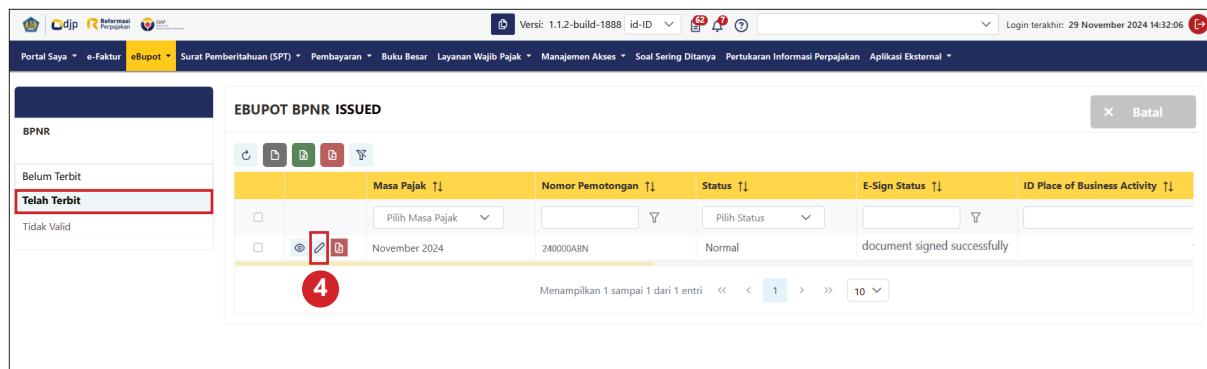 djp Reformasi Perpajakan SIAP Versi: 1.1.2-build-1888 id-ID 62 7 Login terakhir: 29 November 2024 14:32:06
Portal Saya e-Faktur eBupot Surat Pemberitahuan (SPT) Pembayaran Buku Besar Layanan Wajib Pajak Manajemen Akses Soal Sering Ditanya Pertukaran Informasi Perpajakan Aplikasi Eksternal
EBUPOT BPNR ISSUED
× Batal
BPNR
Belum Terbit
Telah Terbit
Tidak Valid
Masa Pajak Nomor Pemotongan Status E-Sign Status ID Place of Business Activity
Pilih Masa Pajak Pilih Status
November 2024 240000ABN Normal document signed successfully
4
Menampilkan 1 sampai 1 dari 1 entri << < 1 > >> 10